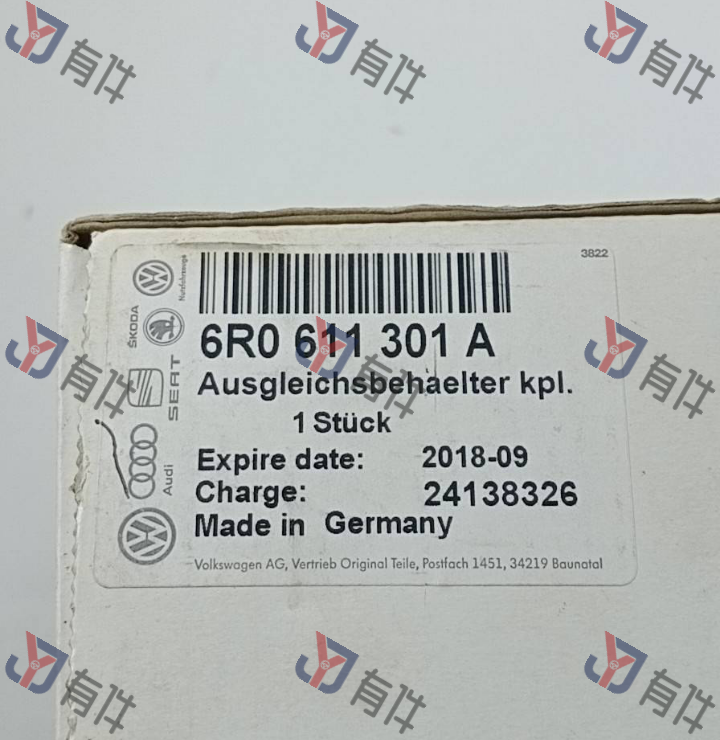 有件
有件
有件
3822
Nutzfahrzeuge
ŠKODA
6R0 611 301 A
有件
有件
有件
Ausgleichsbehaelter kpl.
SEAT
1 Stück
Expire date: 2018-09
Audi
Charge: 24138326
Made in Germany
Volkswagen AG, Vertrieb Original Teile, Postfach 1451, 34219 Baunatal
有件
有件
有件